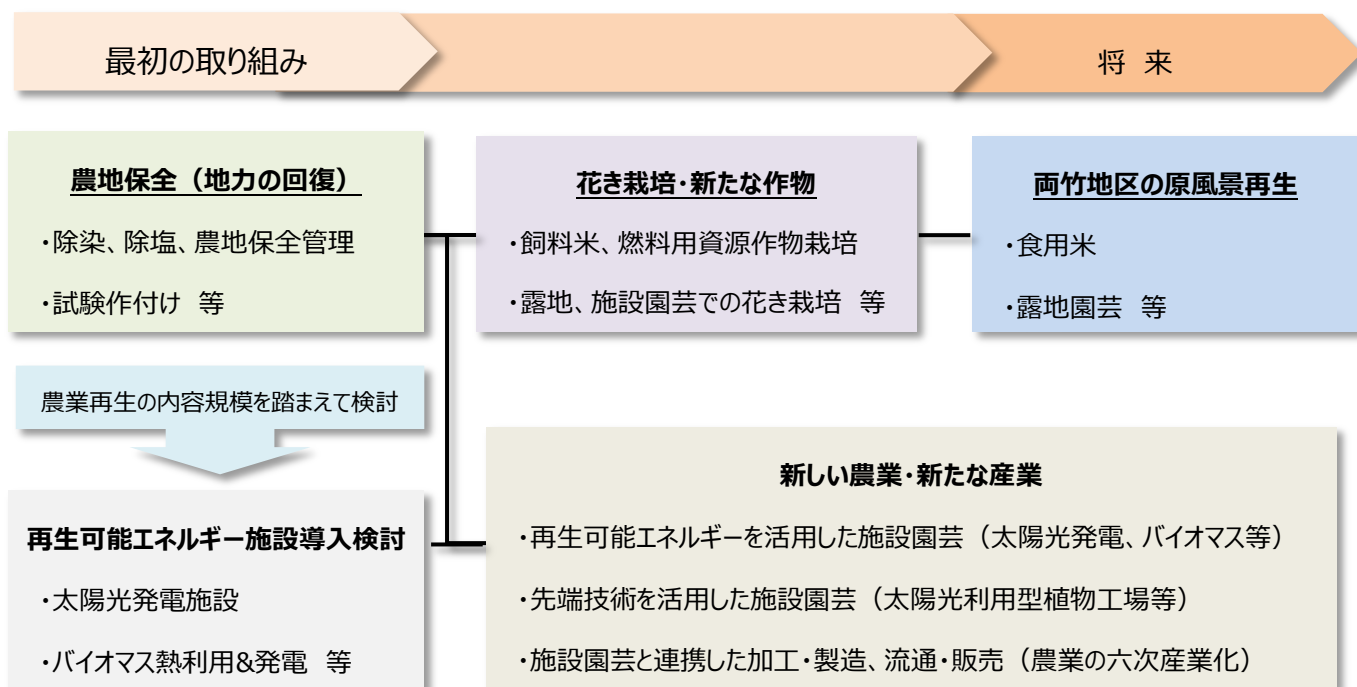 最初の取り組み
将 来
農地保全（地力の回復）
・除染、除塩、農地保全管理
・試験作付け 等
花き栽培・新たな作物
・飼料米、燃料用資源作物栽培
・露地、施設園芸での花き栽培 等
両竹地区の原風景再生
・食用米
・露地園芸 等
農業再生の内容規模を踏まえて検討
再生可能エネルギー施設導入検討
・太陽光発電施設
・バイオマス熱利用&発電 等
新しい農業・新たな産業
・再生可能エネルギーを活用した施設園芸（太陽光発電、バイオマス等）
・先端技術を活用した施設園芸（太陽光利用型植物工場等）
・施設園芸と連携した加工・製造、流通・販売（農業の六次産業化）